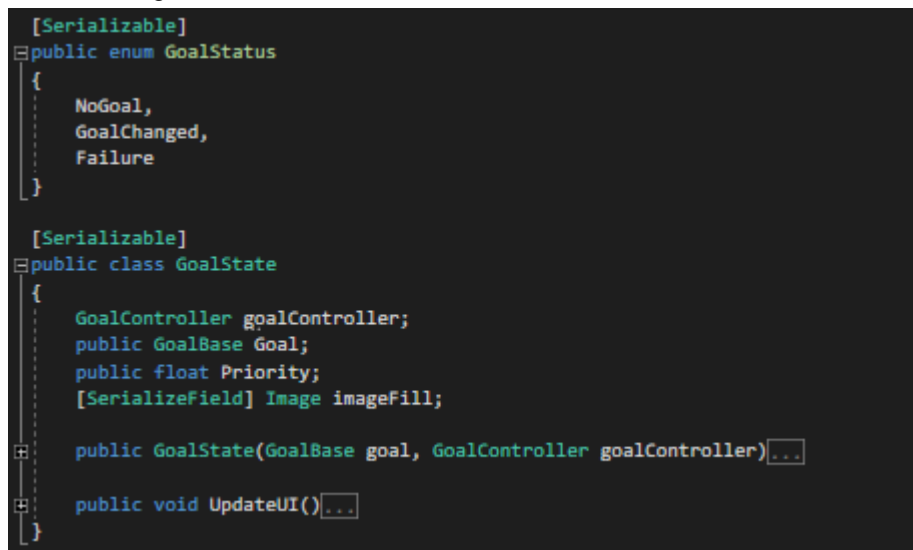 [Serializable]
public enum GoalStatus
{
NoGoal,
GoalChanged,
Failure
}
[Serializable]
public class GoalState
{
GoalController goalController;
public GoalBase Goal;
public float Priority;
[SerializeField] Image imageFill;
public GoalState(GoalBase goal, GoalController goalController)...
public void UpdateUI()...
}